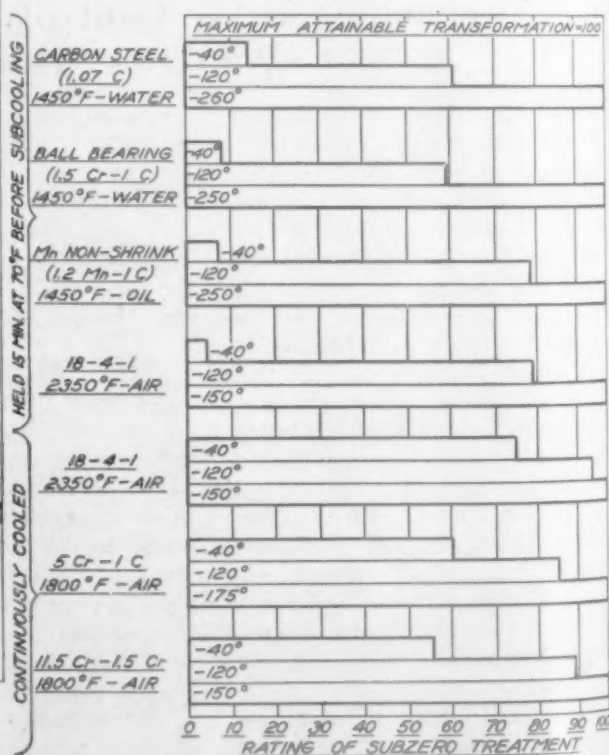 MAXIMUM ATTAINABLE TRANSFORMATION=100
HELD 15 MIN. AT 70°F BEFORE SUBCOOLING
CARBON STEEL
(1.07 C)
1450°F-WATER
-40°
-120°
-260°
BALL BEARING
(1.5 Cr-1 C)
1450°F-WATER
-40°
-120°
-250°
Mn NON-SHRINK
(1.2 Mn-1 C)
1450°F-OIL
-40°
-120°
-250°
18-4-1
2350°F-AIR
-40°
-120°
-150°
CONTINUOUSLY COOLED
18-4-1
2350°F-AIR
-40°
-120°
-150°
5 Cr-1 C
1800°F-AIR
-40°
-120°
-175°
11.5 Cr-1.5 Cr
1800°F-AIR
-40°
-120°
-150°
0 10 20 30 40 50 60 70 80 90 100
RATING OF SUBZERO TREATMENT